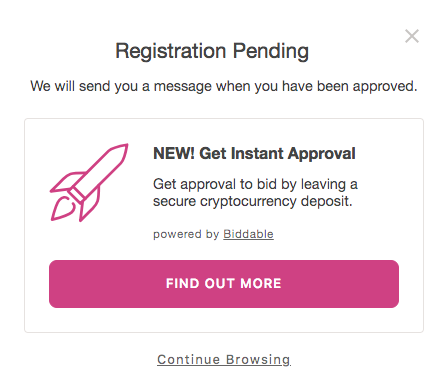 Registration Pending
We will send you a message when you have been approved.
NEW! Get Instant Approval
Get approval to bid by leaving a
secure cryptocurrency deposit.
powered by Biddable
FIND OUT MORE
Continue Browsing